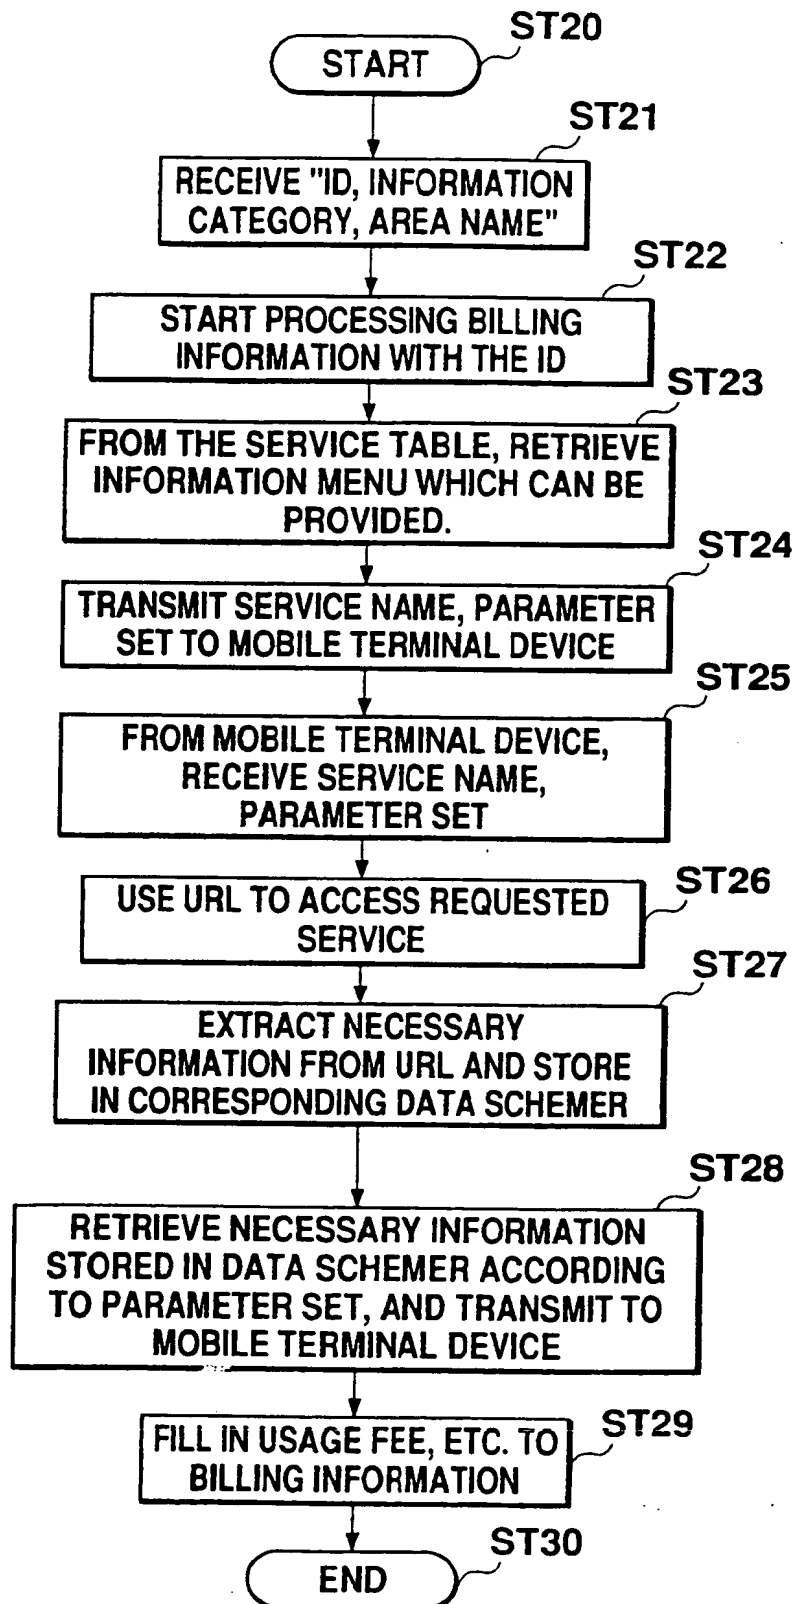 ST20
START
ST21
RECEIVE "ID, INFORMATION
CATEGORY, AREA NAME"
ST22
START PROCESSING BILLING
INFORMATION WITH THE ID
ST23
FROM THE SERVICE TABLE, RETRIEVE
INFORMATION MENU WHICH CAN BE
PROVIDED.
ST24
TRANSMIT SERVICE NAME, PARAMETER
SET TO MOBILE TERMINAL DEVICE
ST25
FROM MOBILE TERMINAL DEVICE,
RECEIVE SERVICE NAME,
PARAMETER SET
ST26
USE URL TO ACCESS REQUESTED
SERVICE
ST27
EXTRACT NECESSARY
INFORMATION FROM URL AND STORE
IN CORRESPONDING DATA SCHEMER
ST28
RETRIEVE NECESSARY INFORMATION
STORED IN DATA SCHEMER ACCORDING
TO PARAMETER SET, AND TRANSMIT TO
MOBILE TERMINAL DEVICE
ST29
FILL IN USAGE FEE, ETC. TO
BILLING INFORMATION
ST30
END